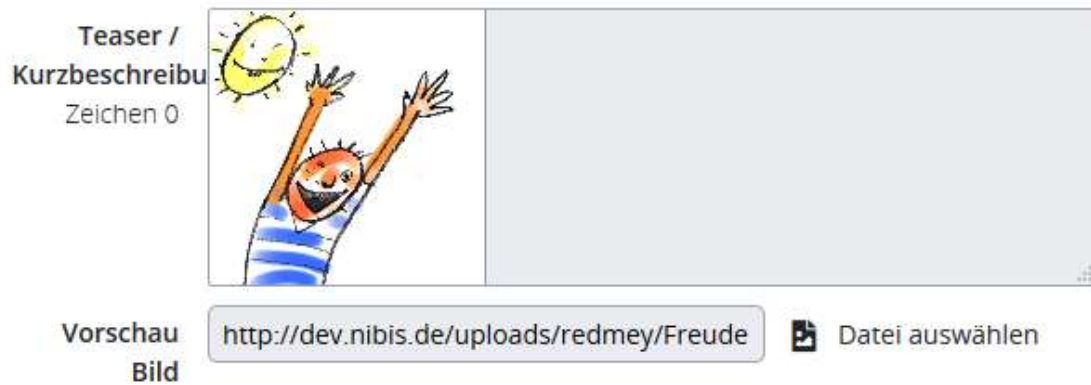 Teaser /
Kurzbeschreibu
Zeichen 0
Vorschau
Bild
http://dev.nibis.de/uploads/redmey/Freude
Datei auswählen